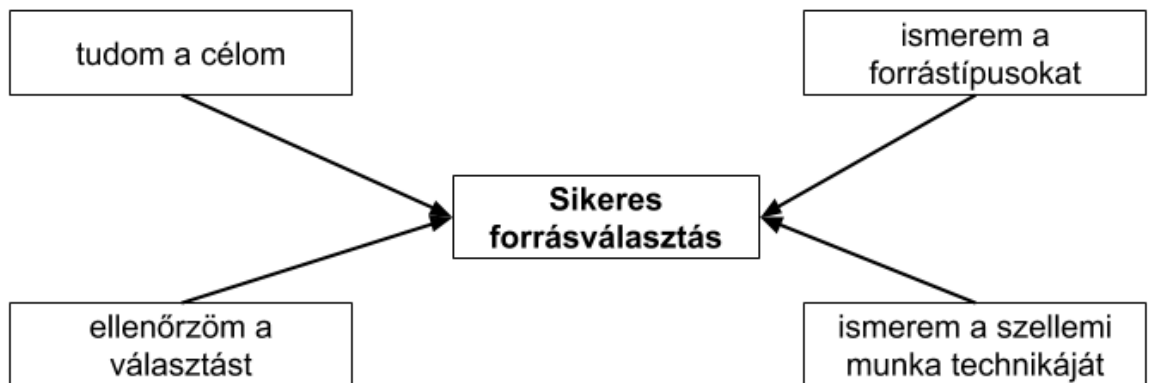 tudom a célom
ismerem a
forrástípusokat
Sikeres
forrásválasztás
ellenőrzöm a
választást
ismerem a szellemi
munka technikáját